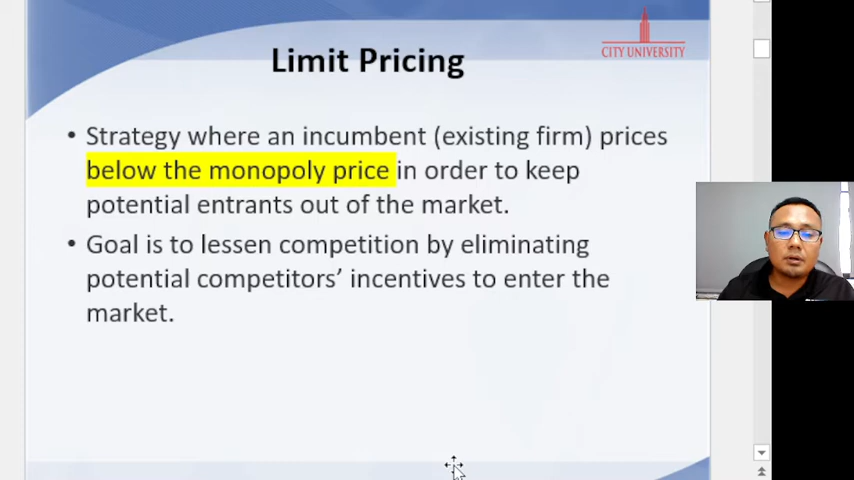 Limit Pricing
CITY UNIVERSITY
• Strategy where an incumbent (existing firm) prices
below the monopoly price in order to keep
potential entrants out of the market.
• Goal is to lessen competition by eliminating
potential competitors’ incentives to enter the
market.